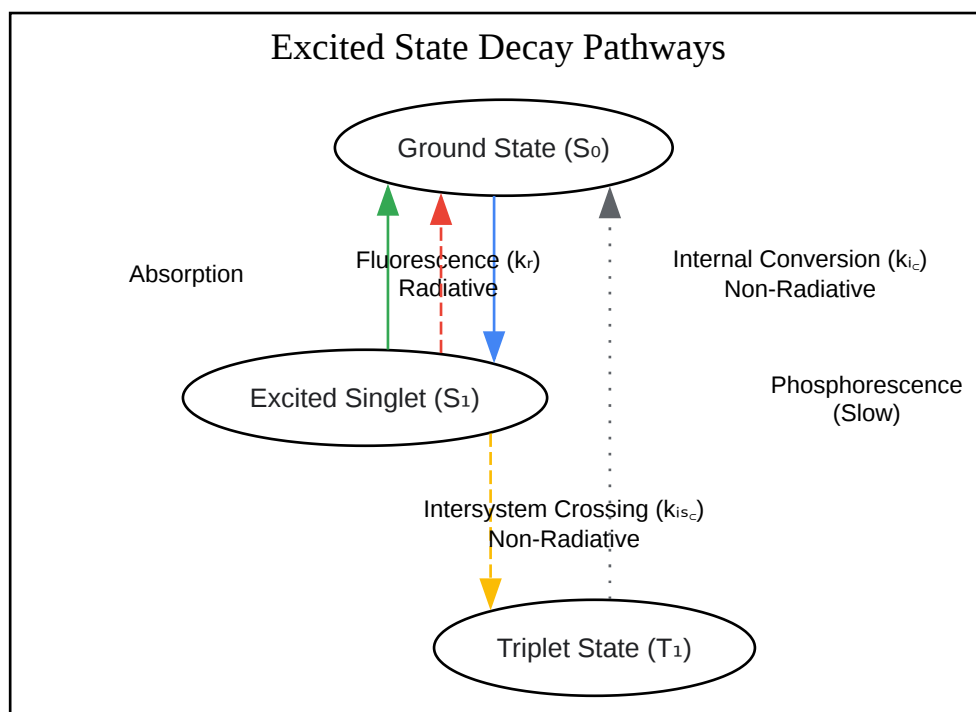 Excited State Decay Pathways
Ground State (S₀)
Absorption
Fluorescence (kᵣ)
Radiative
Internal Conversion (kᵢ꜀)
Non-Radiative
Excited Singlet (S₁)
Phosphorescence
(Slow)
Intersystem Crossing (kᵢₛ꜀)
Non-Radiative
Triplet State (T₁)